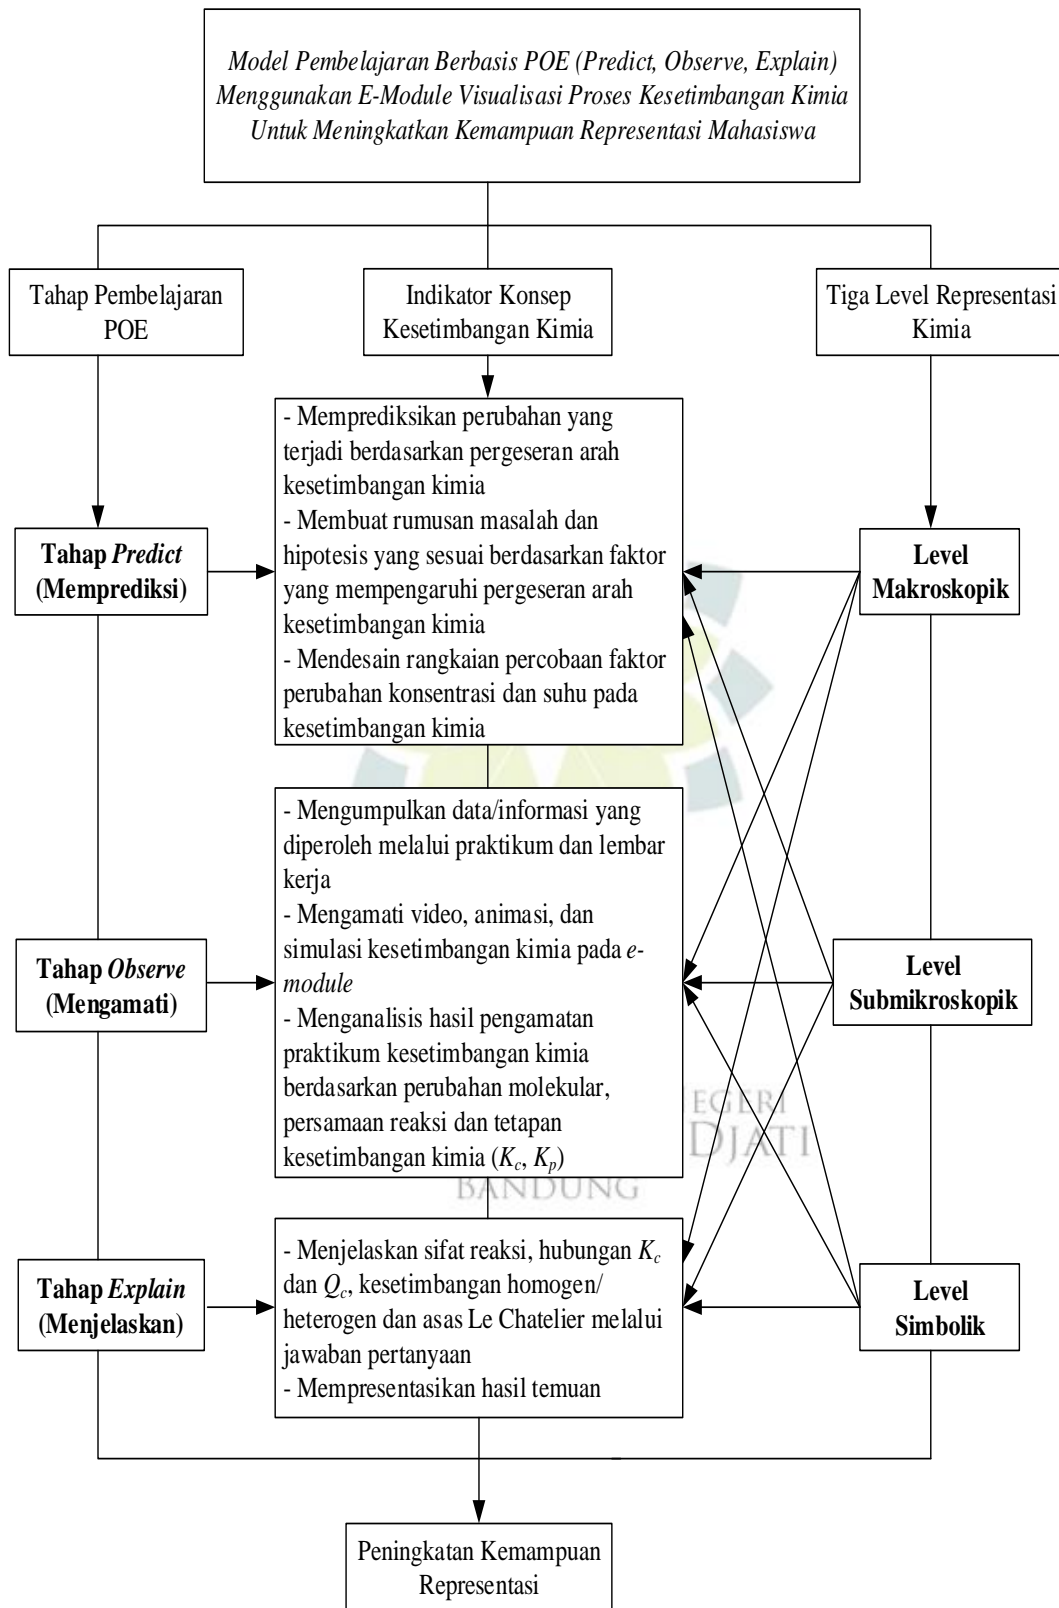 Model Pembelajaran Berbasis POE (Predict, Observe, Explain)
Menggunakan E-Module Visualisasi Proses Kesetimbangan Kimia
Untuk Meningkatkan Kemampuan Representasi Mahasiswa
Tahap Pembelajaran
POE
Indikator Konsep
Kesetimbangan Kimia
Tiga Level Representasi
Kimia
- Memprediksikan perubahan yang
terjadi berdasarkan pergeseran arah
kesetimbangan kimia
- Membuat rumusan masalah dan
hipotesis yang sesuai berdasarkan faktor
yang mempengaruhi pergeseran arah
kesetimbangan kimia
- Mendesain rangkaian percobaan faktor
perubahan konsentrasi dan suhu pada
kesetimbangan kimia
Tahap Predict
(Memprediksi)
Level
Makroskopik
- Mengumpulkan data/informasi yang
diperoleh melalui praktikum dan lembar
kerja
- Mengamati video, animasi, dan
simulasi kesetimbangan kimia pada e-
module
- Menganalisis hasil pengamatan
praktikum kesetimbangan kimia
berdasarkan perubahan molekular,
persamaan reaksi dan tetapan
kesetimbangan kimia (Kc, Kp)
Tahap Observe
(Mengamati)
Level
Submikroskopik
NEGERI
DJATI
BANDUNG
- Menjelaskan sifat reaksi, hubungan Kc
dan Qc, kesetimbangan homogen/
heterogen dan asas Le Chatelier melalui
jawaban pertanyaan
- Mempresentasikan hasil temuan
Tahap Explain
(Menjelaskan)
Level
Simbolik
Peningkatan Kemampuan
Representasi